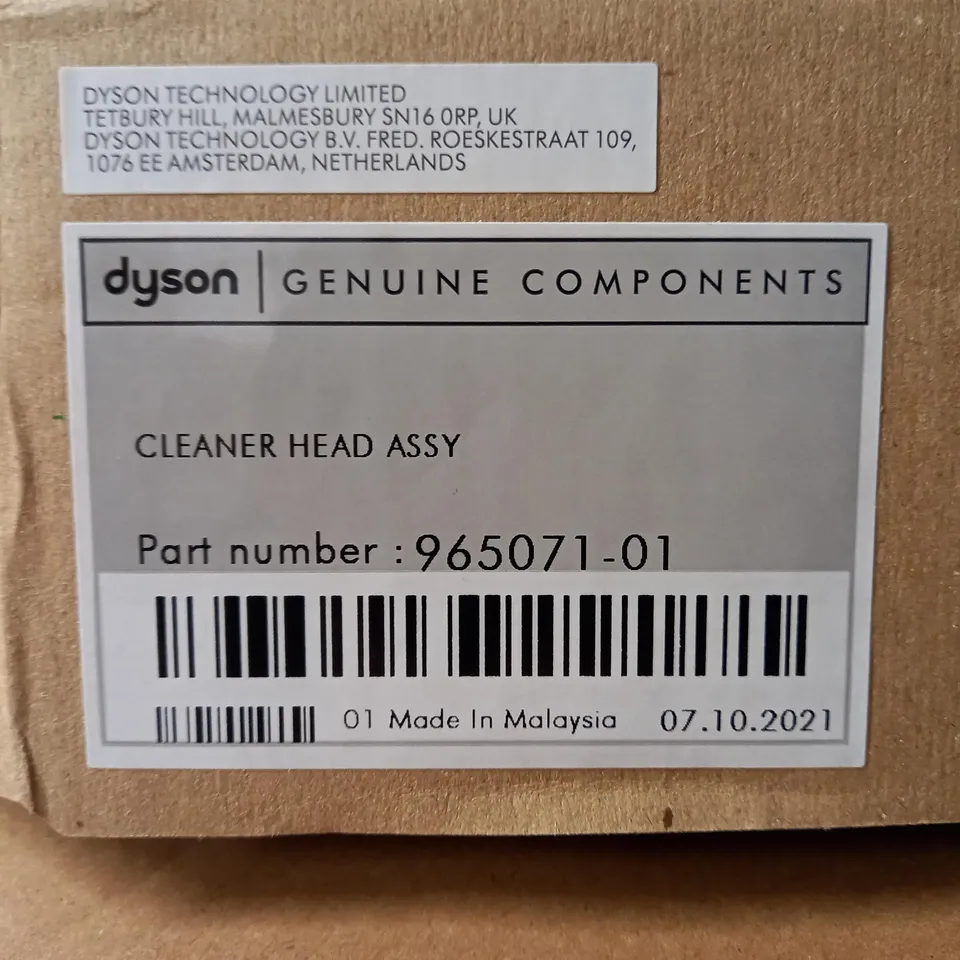 DYSON TECHNOLOGY LIMITED
TETBURY HILL, MALMESBURY SN16 0RP, UK
DYSON TECHNOLOGY B.V. FRED. ROESKESTRAAT 109,
1076 EE AMSTERDAM, NETHERLANDS
dyson | GENUINE COMPONENTS
CLEANER HEAD ASSY
Part number : 965071-01
01 Made In Malaysia 07.10.2021